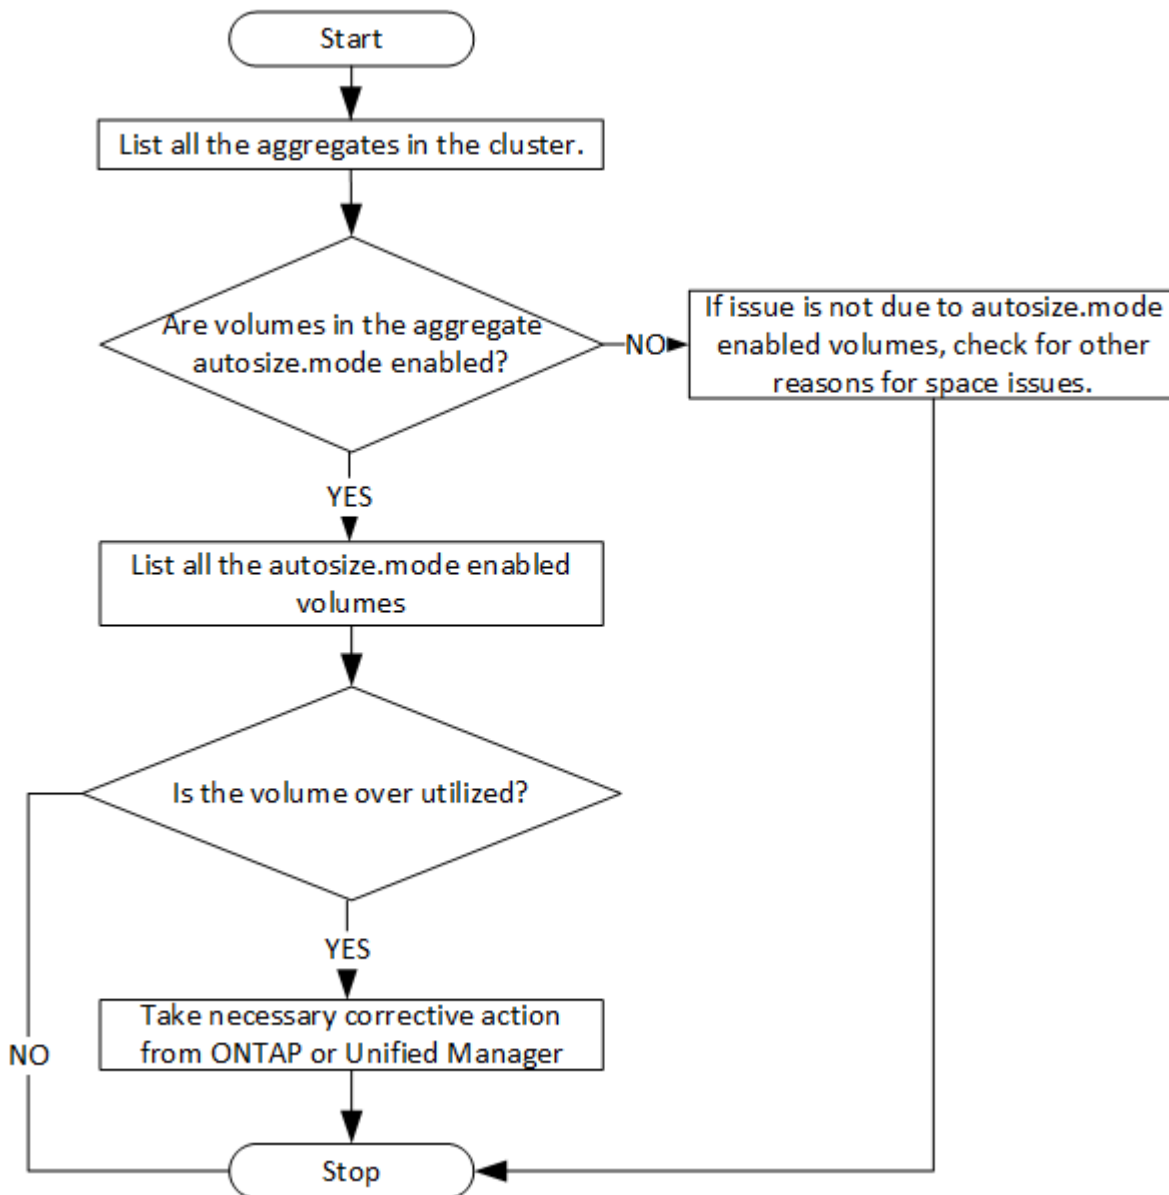 Start
List all the aggregates in the cluster.
Are volumes in the aggregate
autosize.mode enabled?
NO
If issue is not due to autosize.mode
enabled volumes, check for other
reasons for space issues.
YES
List all the autosize.mode enabled
volumes
Is the volume over utilized?
YES
Take necessary corrective action
from ONTAP or Unified Manager
NO
Stop